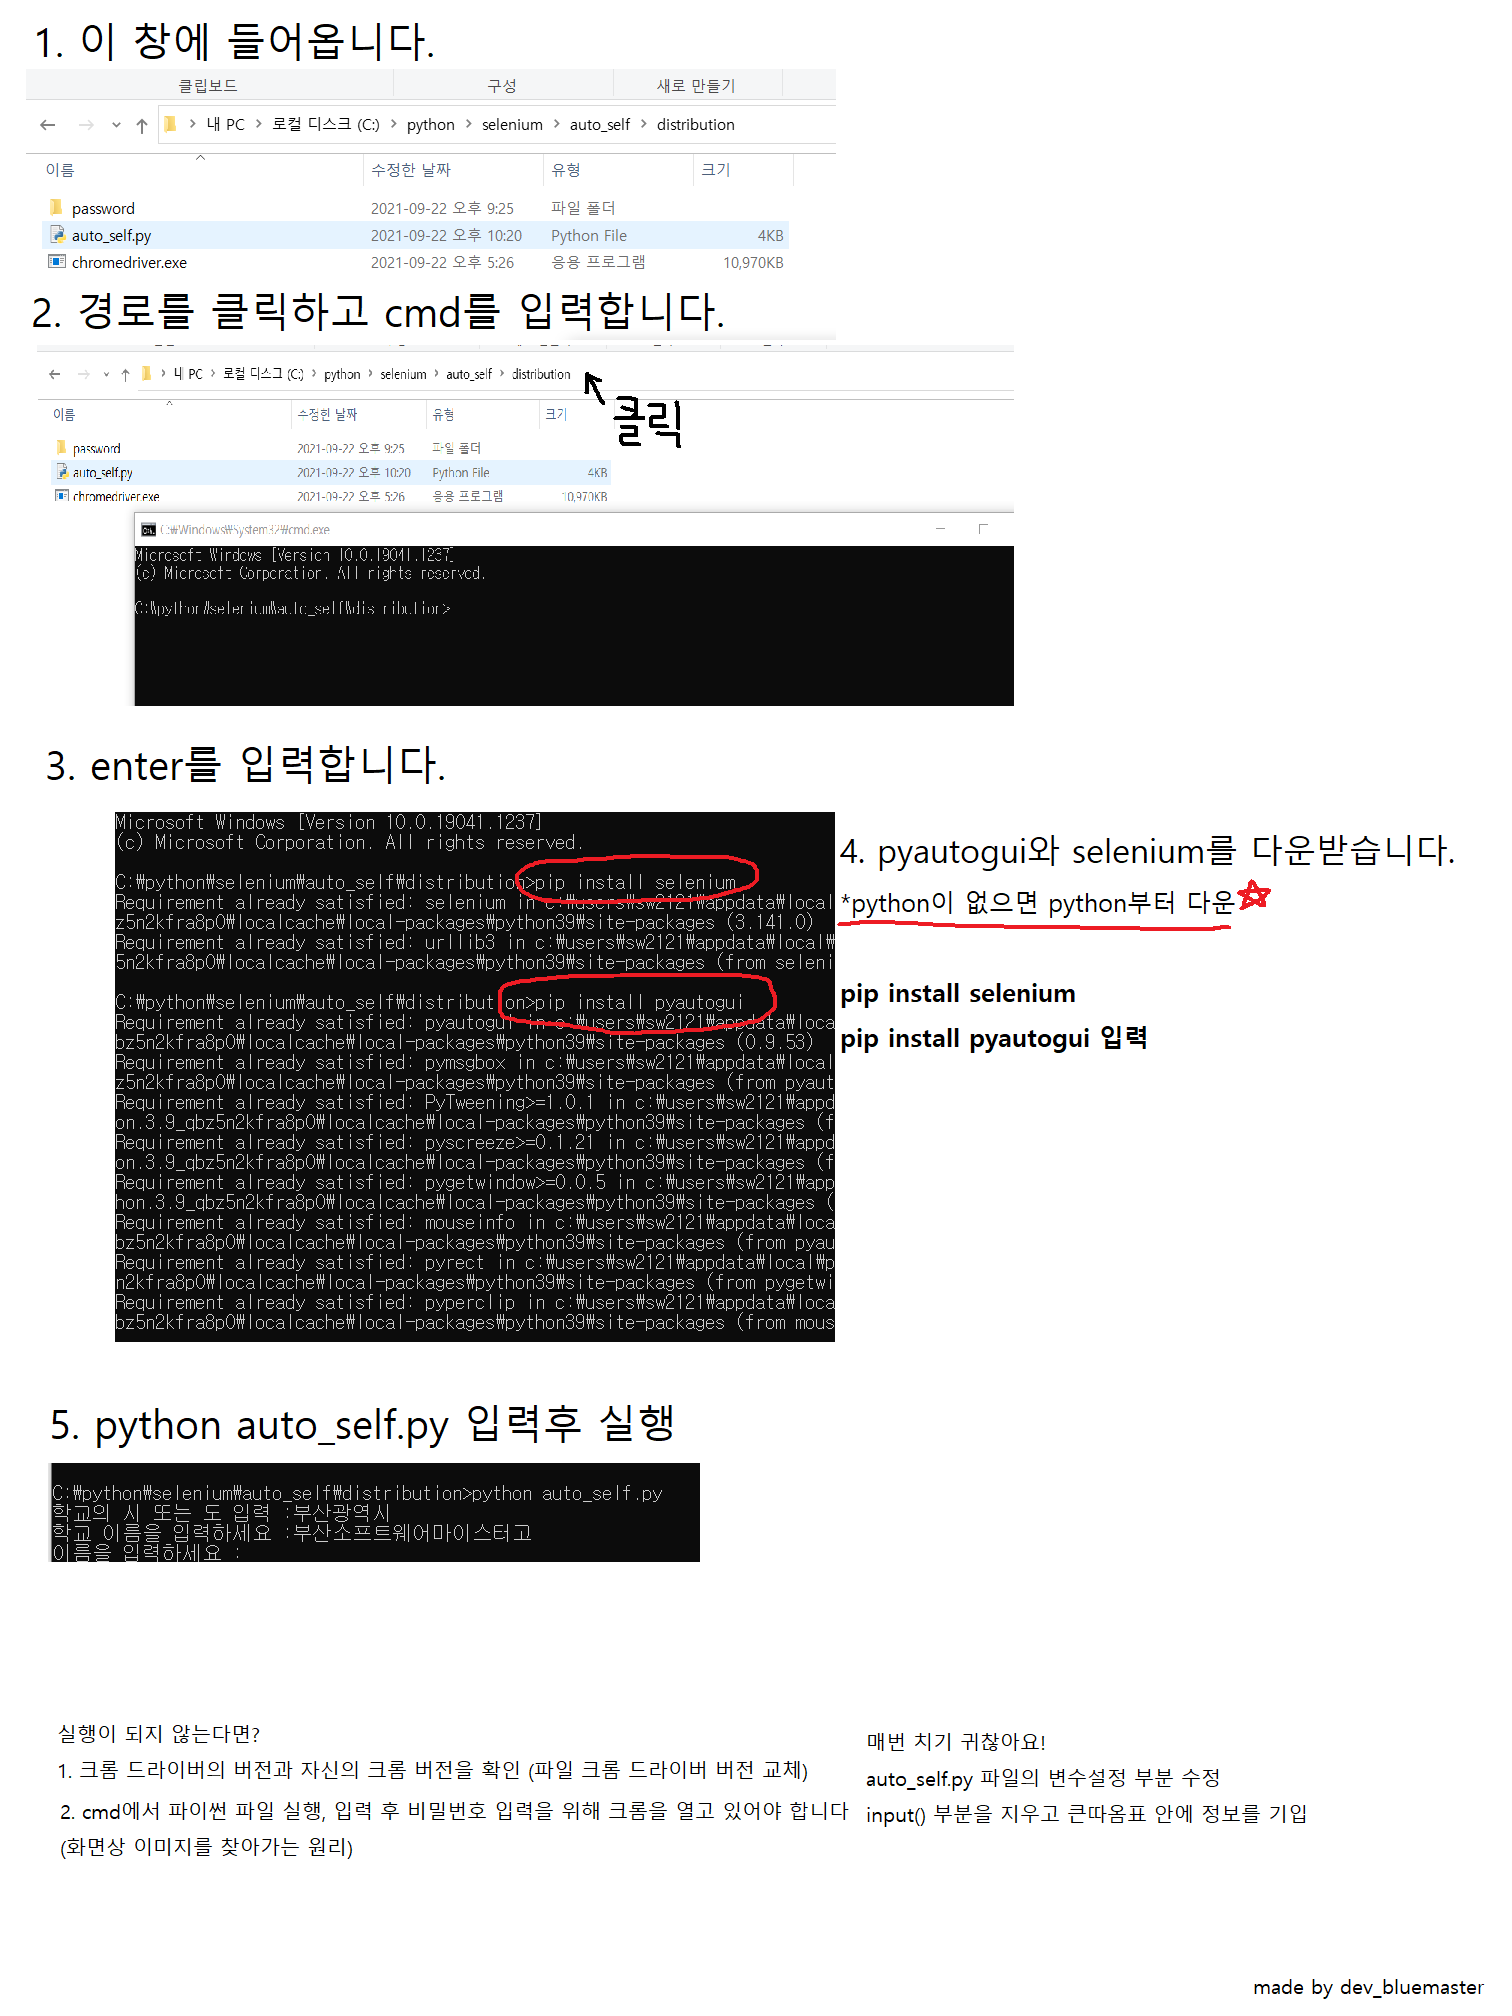 1. 이 창에 들어옵니다.
클립보드 구성 새로 만들기
내 PC > 로컬 디스크 (C:) > python > selenium > auto_self > distribution
이름 수정한 날짜 유형 크기
password 2021-09-22 오후 9:25 파일 폴더
auto_self.py 2021-09-22 오후 10:20 Python File 4KB
chromedriver.exe 2021-09-22 오후 5:26 응용 프로그램 10,970KB
2. 경로를 클릭하고 cmd를 입력합니다.
내 PC > 로컬 디스크 (C:) > python > selenium > auto_self > distribution
클릭
이름 수정한 날짜 유형 크기
password 2021-09-22 오후 9:25 파일 폴더
auto_self.py 2021-09-22 오후 10:20 Python File 4KB
chromedriver.exe 2021-09-22 오후 5:26 응용 프로그램 10,970KB
C:₩Windows₩System32₩cmd.exe
Microsoft Windows [Version 10.0.19041.1237]
(c) Microsoft Corporation. All rights reserved.
C:₩python₩selenium₩auto_self₩distribution>
3. enter를 입력합니다.
Microsoft Windows [Version 10.0.19041.1237]
(c) Microsoft Corporation. All rights reserved.
C:₩python₩selenium₩auto_self₩distribution>pip install selenium
Requirement already satisfied: selenium in c:₩users₩sw2121₩appdata₩local
z5n2kfra8p0₩localcache₩local-packages₩python39₩site-packages (3.141.0)
Requirement already satisfied: urllib3 in c:₩users₩sw2121₩appdata₩local₩
5n2kfra8p0₩localcache₩local-packages₩python39₩site-packages (from seleni
C:₩python₩selenium₩auto_self₩distribution>pip install pyautogui
Requirement already satisfied: pyautogui in c:₩users₩sw2121₩appdata₩loca
bz5n2kfra8p0₩localcache₩local-packages₩python39₩site-packages (0.9.53)
Requirement already satisfied: pymsgbox in c:₩users₩sw2121₩appdata₩local
z5n2kfra8p0₩localcache₩local-packages₩python39₩site-packages (from pyaut
Requirement already satisfied: PyTweening>=1.0.1 in c:₩users₩sw2121₩appd
on.3.9_qbz5n2kfra8p0₩localcache₩local-packages₩python39₩site-packages (f
Requirement already satisfied: pyscreeze>=0.1.21 in c:₩users₩sw2121₩appd
on.3.9_qbz5n2kfra8p0₩localcache₩local-packages₩python39₩site-packages (f
Requirement already satisfied: pygetwindow>=0.0.5 in c:₩users₩sw2121₩app
hon.3.9_qbz5n2kfra8p0₩localcache₩local-packages₩python39₩site-packages (
Requirement already satisfied: mouseinfo in c:₩users₩sw2121₩appdata₩loca
bz5n2kfra8p0₩localcache₩local-packages₩python39₩site-packages (from pyau
Requirement already satisfied: pyrect in c:₩users₩sw2121₩appdata₩local₩p
n2kfra8p0₩localcache₩local-packages₩python39₩site-packages (from pygetwi
Requirement already satisfied: pyperclip in c:₩users₩sw2121₩appdata₩loca
bz5n2kfra8p0₩localcache₩local-packages₩python39₩site-packages (from mous
4. pyautogui와 selenium를 다운받습니다.
*python이 없으면 python부터 다운
pip install selenium
pip install pyautogui 입력
5. python auto_self.py 입력후 실행
C:₩python₩selenium₩auto_self₩distribution>python auto_self.py
학교의 시 또는 도 입력 :부산광역시
학교 이름을 입력하세요 :부산소프트웨어마이스터고
이름을 입력하세요 :
실행이 되지 않는다면?
1. 크롬 드라이버의 버전과 자신의 크롬 버전을 확인 (파일 크롬 드라이버 버전 교체)
2. cmd에서 파이썬 파일 실행, 입력 후 비밀번호 입력을 위해 크롬을 열고 있어야 합니다
(화면상 이미지를 찾아가는 원리)
매번 치기 귀찮아요!
auto_self.py 파일의 변수설정 부분 수정
input() 부분을 지우고 큰따옴표 안에 정보를 기입
made by dev_bluemaster